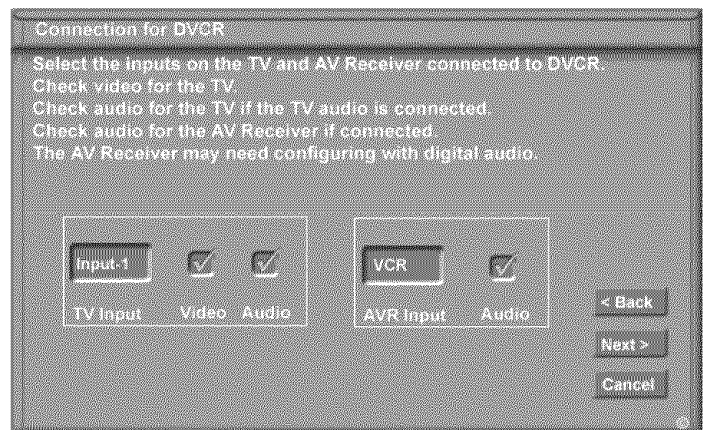 Connection for DVCR
Select the inputs on the TV and AV Receiver connected to DVCR.
Check video for the TV.
Check audio for the TV if the TV audio is connected.
Check audio for the AV Receiver if connected.
The AV Receiver may need configuring with digital audio.
Input-1
VCR
TV Input Video Audio
AVR Input Audio
< Back
Next >
Cancel